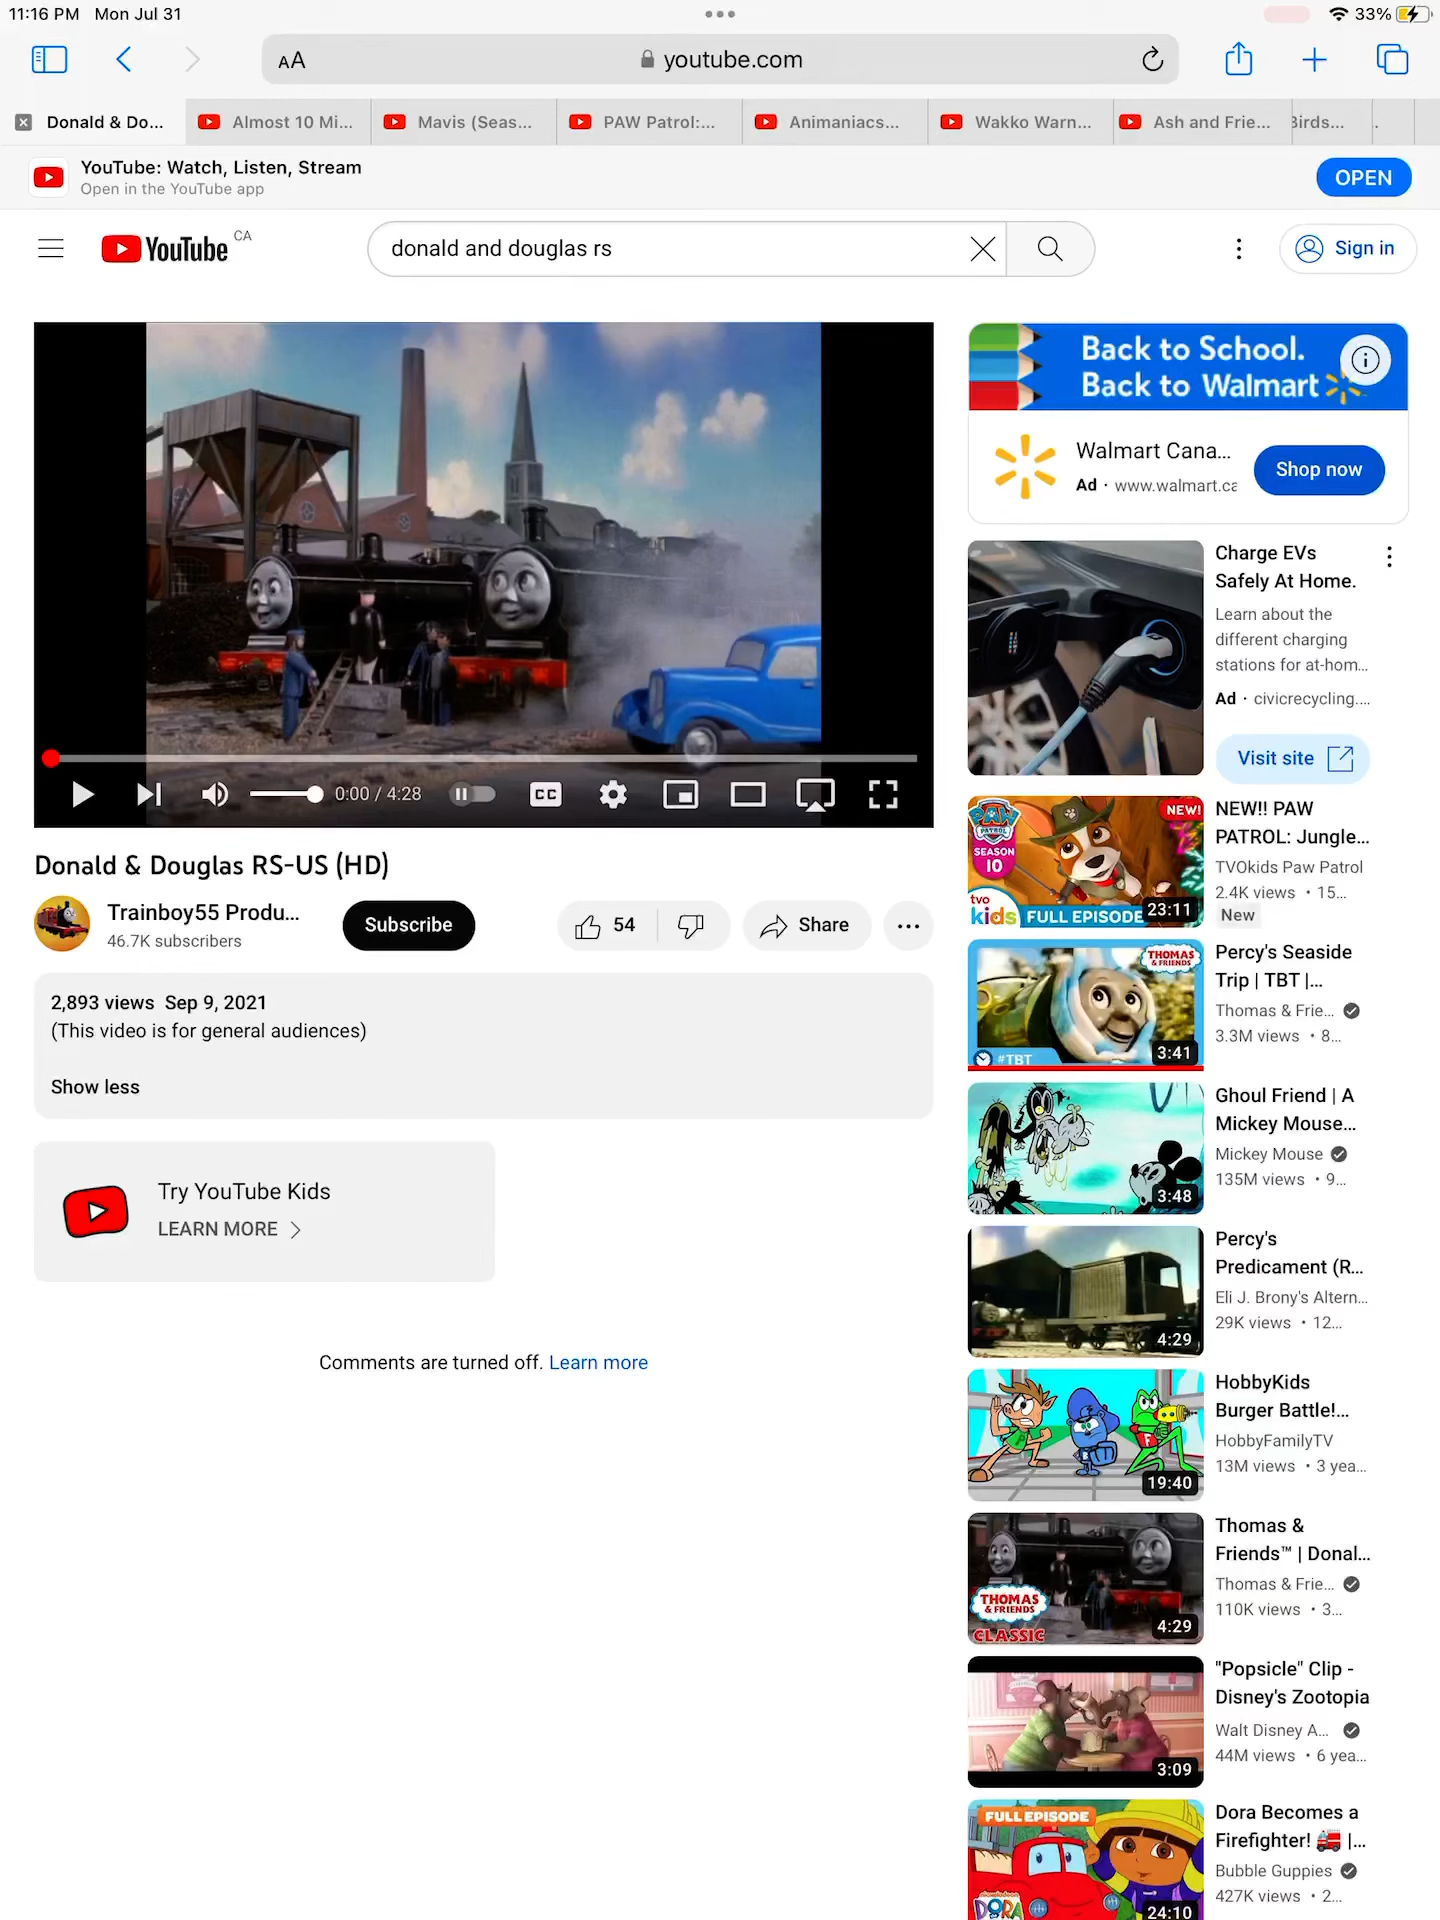 11:16 PM Mon Jul 31
33%
AA
youtube.com
Donald & Do...
Almost 10 Mi...
Mavis (Seas...
PAW Patrol:...
Animaniacs...
Wakko Warn...
Ash and Frie...
Birds...
YouTube: Watch, Listen, Stream
Open in the YouTube app
OPEN
YouTube CA
donald and douglas rs
Sign in
0:00 / 4:28
CC
Donald & Douglas RS-US (HD)
Trainboy55 Produ...
46.7K subscribers
Subscribe
54
Share
2,893 views Sep 9, 2021
(This video is for general audiences)
Show less
Try YouTube Kids
LEARN MORE
Comments are turned off. Learn more
Back to School.
Back to Walmart
Walmart Cana...
Ad · www.walmart.ca
Shop now
Charge EVs
Safely At Home.
Learn about the
different charging
stations for at-hom...
Ad · civicrecycling....
Visit site
PAW
PATROL
SEASON
10
NEW!
tvo
kids
FULL EPISODE
23:11
NEW!! PAW
PATROL: Jungle...
TVOkids Paw Patrol
2.4K views • 15...
New
THOMAS
& FRIENDS
#TBT
3:41
Percy's Seaside
Trip | TBT |...
Thomas & Frie...
3.3M views • 8...
3:48
Ghoul Friend | A
Mickey Mouse...
Mickey Mouse
135M views • 9...
4:29
Percy's
Predicament (R...
Eli J. Brony's Altern...
29K views • 12...
19:40
HobbyKids
Burger Battle!...
HobbyFamilyTV
13M views • 3 yea...
THOMAS
& FRIENDS
CLASSIC
4:29
Thomas &
Friends™ | Donal...
Thomas & Frie...
110K views • 3...
3:09
"Popsicle" Clip -
Disney's Zootopia
Walt Disney A...
44M views • 6 yea...
FULL EPISODE
DORA
24:10
Dora Becomes a
Firefighter! 🚒 |...
Bubble Guppies
427K views • 2...